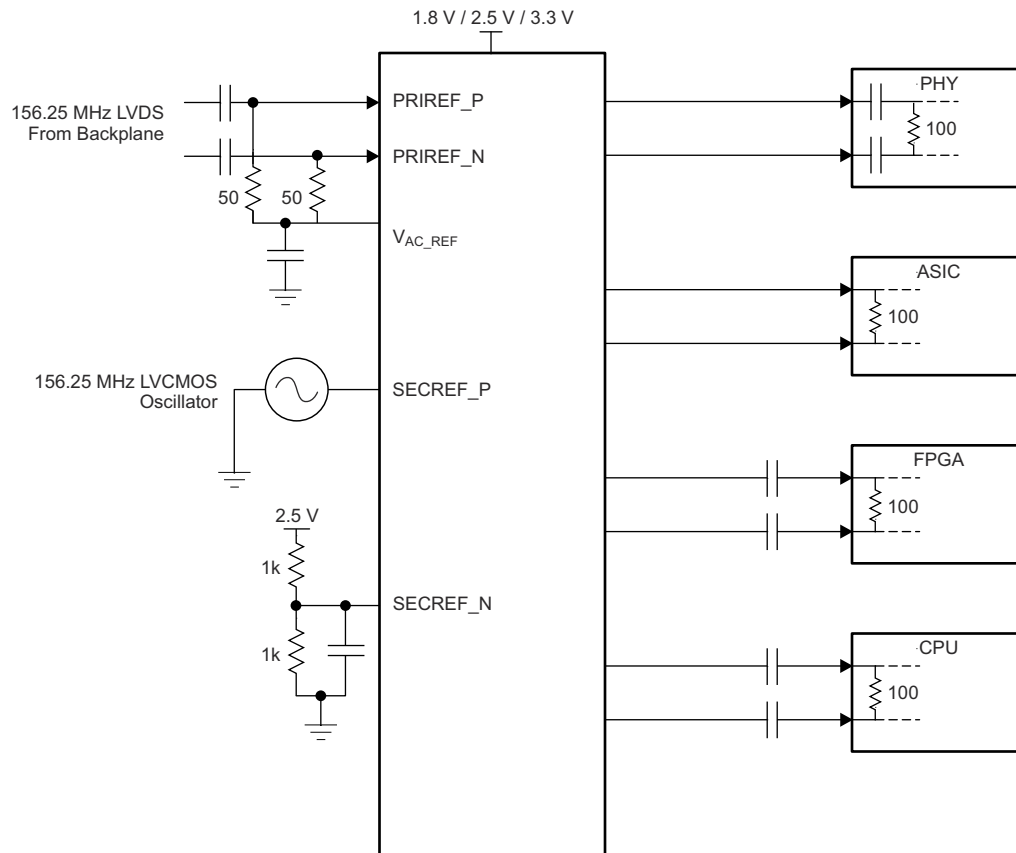 1.8 V / 2.5 V / 3.3 V
156.25 MHz LVDS
From Backplane
PRIREF_P
PRIREF_N
50
50
VAC_REF
156.25 MHz LVCMOS
Oscillator
SECREF_P
2.5 V
1k
SECREF_N
1k
PHY
100
ASIC
100
FPGA
100
CPU
100